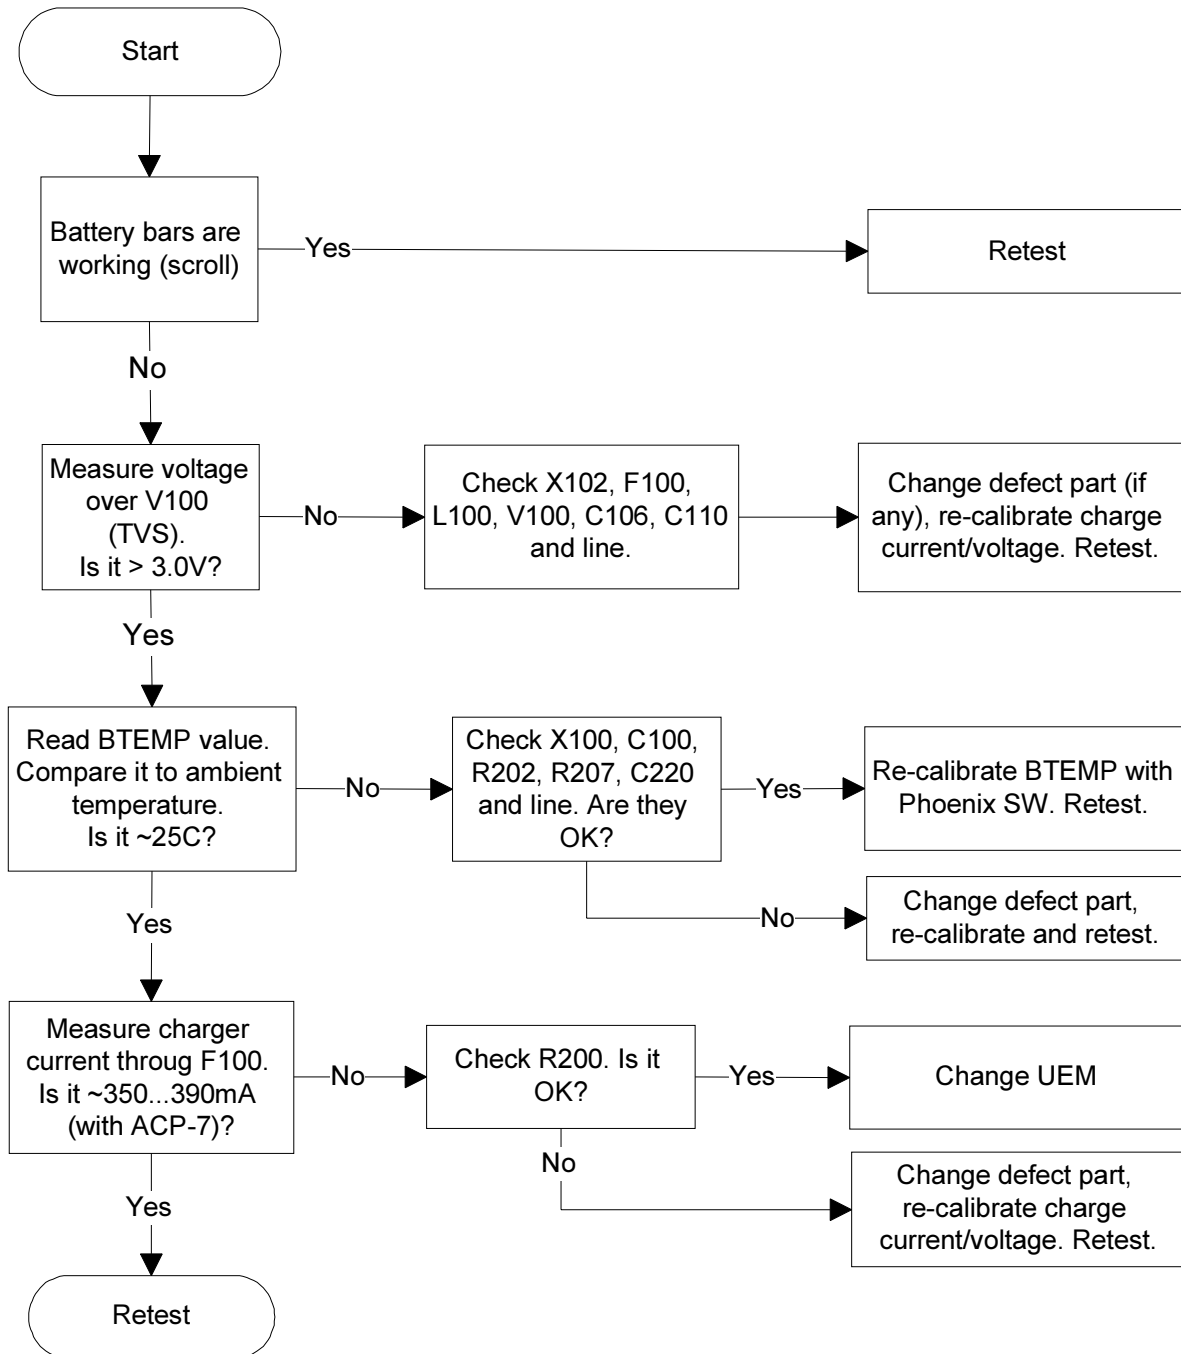 Start
Battery bars are
working (scroll)
Yes
Retest
No
Measure voltage
over V100
(TVS).
Is it > 3.0V?
No
Check X102, F100,
L100, V100, C106, C110
and line.
Change defect part (if
any), re-calibrate charge
current/voltage. Retest.
Yes
Read BTEMP value.
Compare it to ambient
temperature.
Is it ~25C?
No
Check X100, C100,
R202, R207, C220
and line. Are they
OK?
Yes
Re-calibrate BTEMP with
Phoenix SW. Retest.
No
Change defect part,
re-calibrate and retest.
Yes
Measure charger
current throug F100.
Is it ~350...390mA
(with ACP-7)?
No
Check R200. Is it
OK?
Yes
Change UEM
No
Change defect part,
re-calibrate charge
current/voltage. Retest.
Yes
Retest